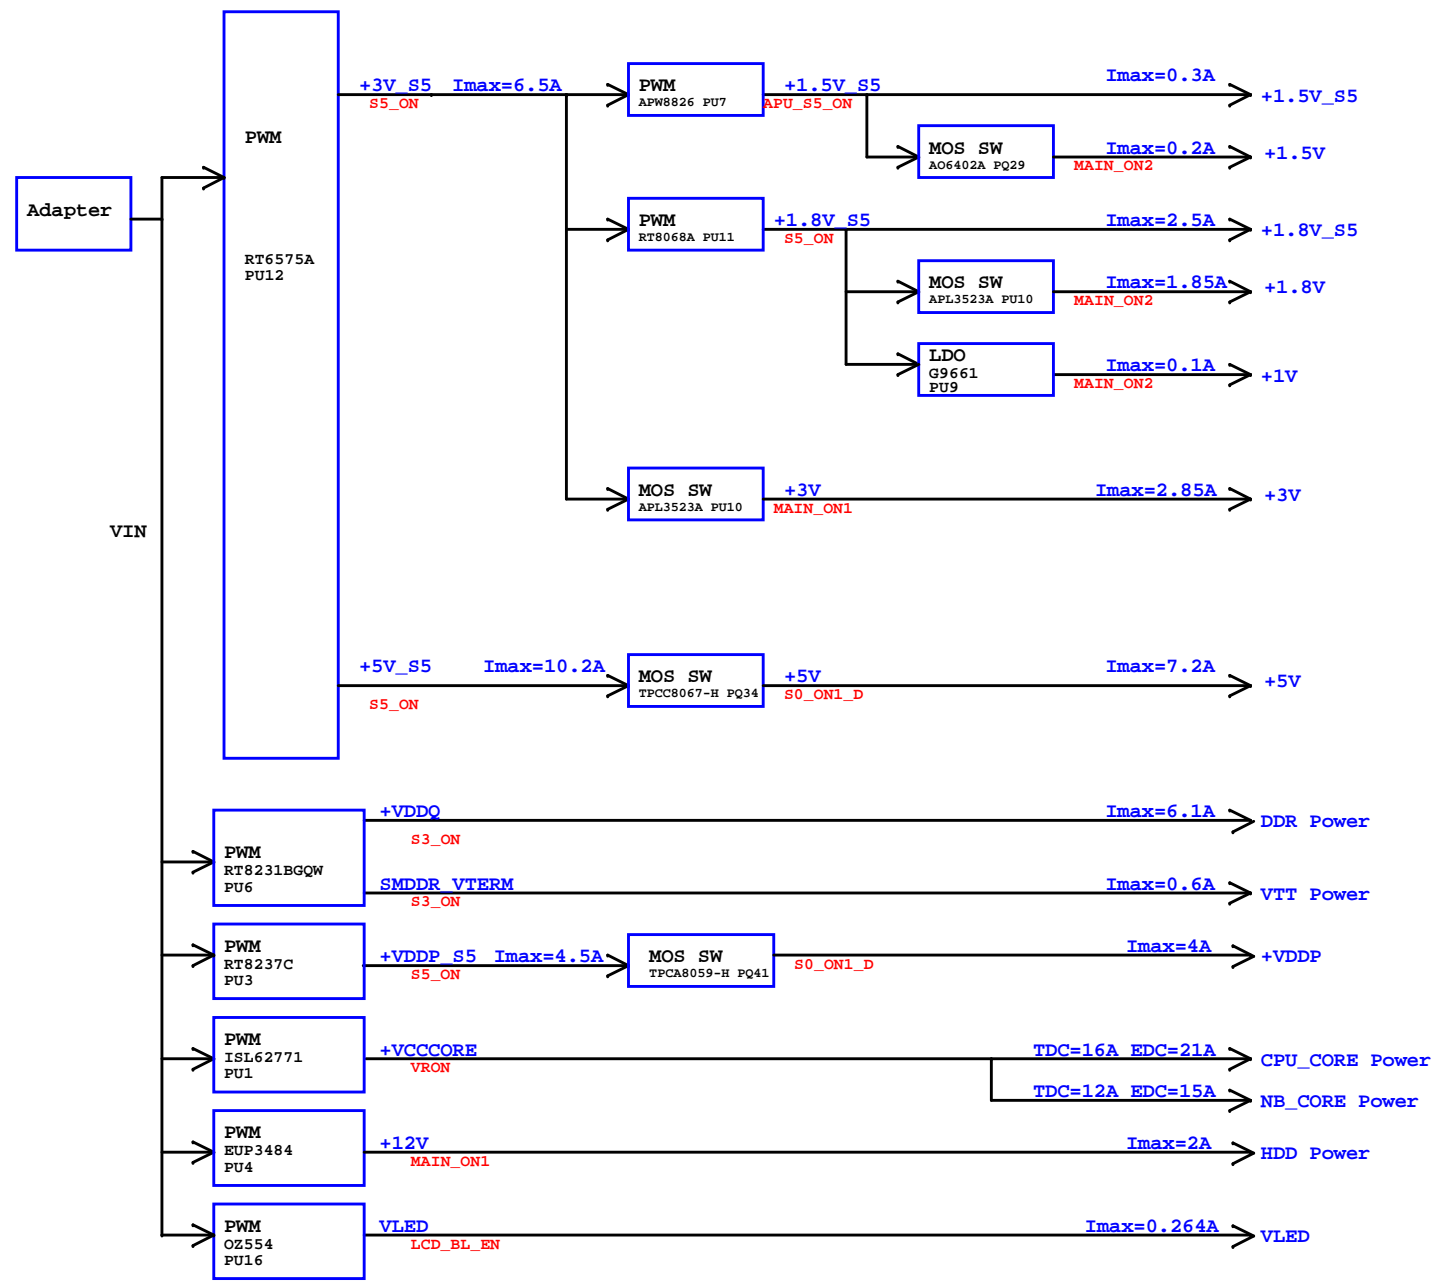 Adapter
VIN
PWM
RT6575A
PU12
+3V_S5 Imax=6.5A
S5_ON
PWM
APW8826 PU7
+1.5V_S5
APU_S5_ON
Imax=0.3A
+1.5V_S5
MOS SW
AO6402A PQ29
Imax=0.2A
MAIN_ON2
+1.5V
PWM
RT8068A PU11
+1.8V_S5
S5_ON
Imax=2.5A
+1.8V_S5
MOS SW
APL3523A PU10
Imax=1.85A
MAIN_ON2
+1.8V
LDO
G9661
PU9
Imax=0.1A
MAIN_ON2
+1V
MOS SW
APL3523A PU10
+3V
MAIN_ON1
Imax=2.85A
+3V
+5V_S5 Imax=10.2A
S5_ON
MOS SW
TPCC8067-H PQ34
+5V
S0_ON1_D
Imax=7.2A
+5V
PWM
RT8231BGQW
PU6
+VDDQ
S3_ON
Imax=6.1A
DDR Power
SMDDR_VTERM
S3_ON
Imax=0.6A
VTT Power
PWM
RT8237C
PU3
+VDDP_S5 Imax=4.5A
S5_ON
MOS SW
TPCA8059-H PQ41
S0_ON1_D
Imax=4A
+VDDP
PWM
ISL62771
PU1
+VCCCORE
VRON
TDC=16A EDC=21A
CPU_CORE Power
TDC=12A EDC=15A
NB_CORE Power
PWM
EUP3484
PU4
+12V
MAIN_ON1
Imax=2A
HDD Power
PWM
OZ554
PU16
VLED
LCD_BL_EN
Imax=0.264A
VLED